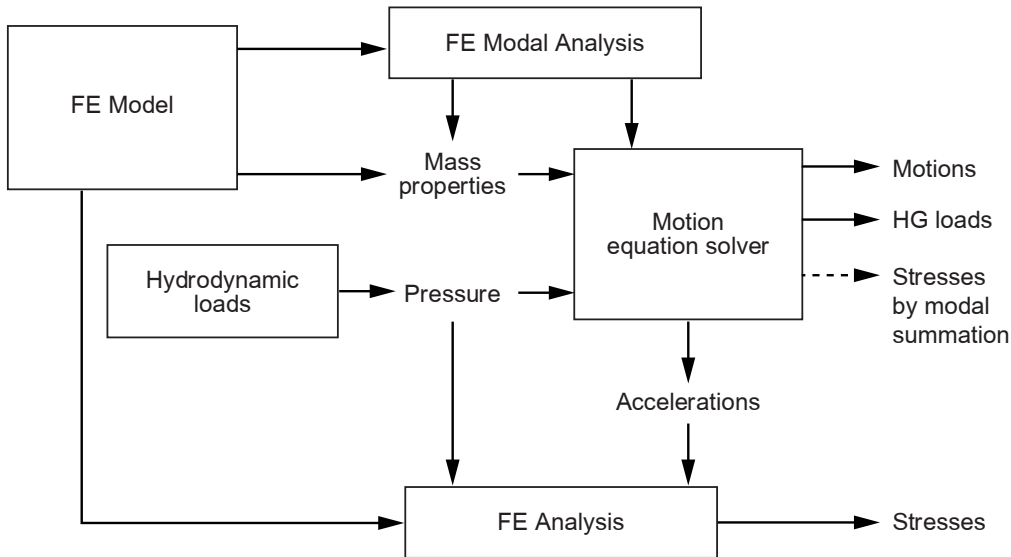 FE Modal Analysis
FE Model
Mass
properties
Motions
HG loads
Motion
equation solver
Hydrodynamic
loads
Pressure
Stresses
by modal
summation
Accelerations
FE Analysis
Stresses